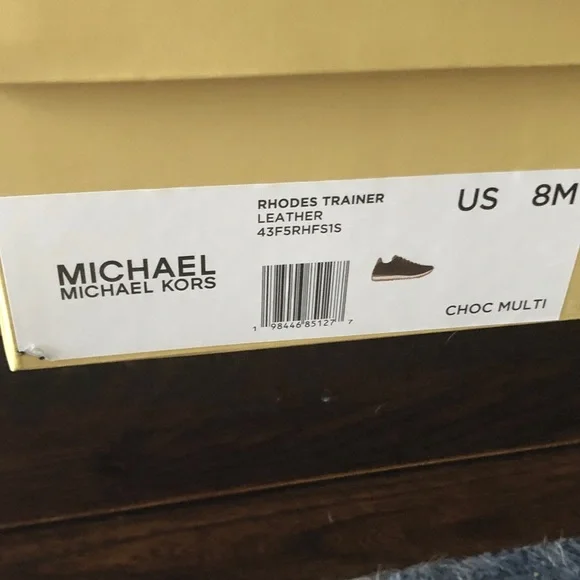 MICHAEL
MICHAEL KORS
RHODES TRAINER
LEATHER
43F5RHFS1S
1 98446 85127 7
US 8M
CHOC MULTI